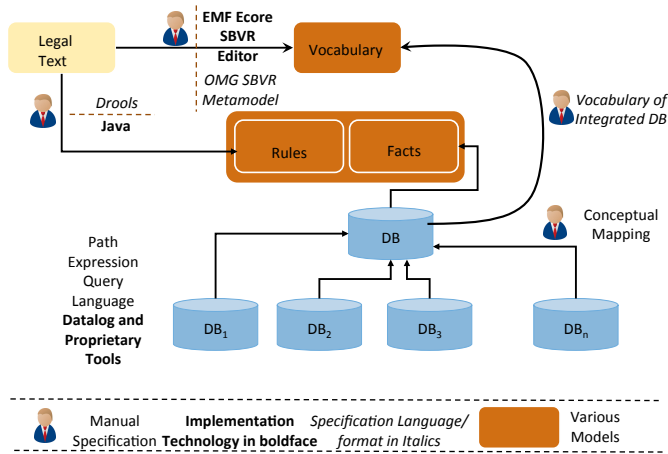 Legal
Text
EMF Ecore
SBVR
Editor
OMG SBVR
Metamodel
Vocabulary
Drools
Java
Vocabulary of
Integrated DB
Rules
Facts
DB
Conceptual
Mapping
Path
Expression
Query
Language
Datalog and
Proprietary
Tools
DB1
DB2
DB3
DBn
Manual
Specification
Implementation
Technology in boldface
Specification Language/
format in Italics
Various
Models